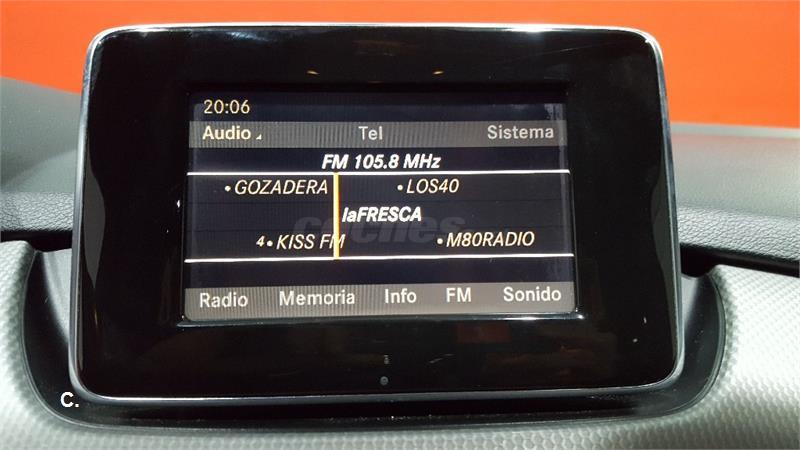 20:06
Audio Tel Sistema
FM 105.8 MHz
•GOZADERA •LOS40
laFRESCA
coches
4•KISS FM •M80RADIO
Radio Memoria Info FM Sonido
C.